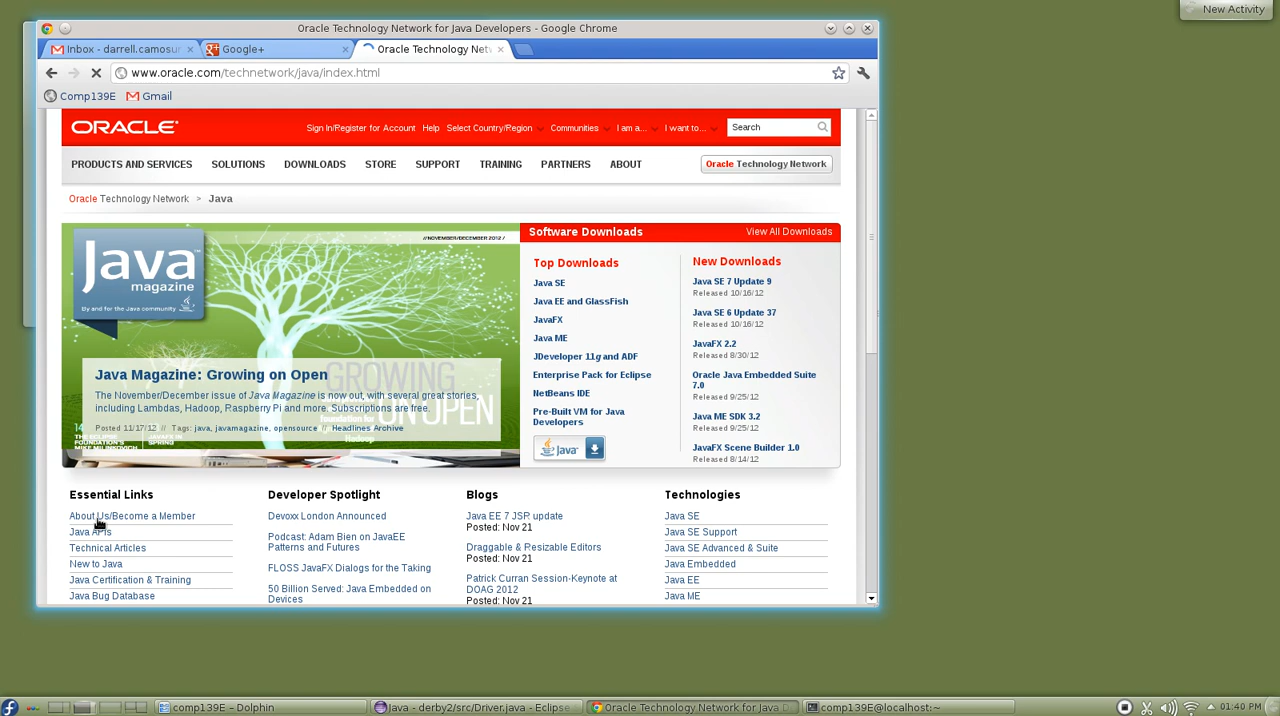 New Activity
Oracle Technology Network for Java Developers - Google Chrome
Inbox - darrell.camosun
Google+
Oracle Technology Netw
www.oracle.com/technetwork/java/index.html
Comp139E
Gmail
ORACLE
Sign In/Register for Account Help Select Country/Region Communities I am a... I want to... Search
PRODUCTS AND SERVICES SOLUTIONS DOWNLOADS STORE SUPPORT TRAINING PARTNERS ABOUT Oracle Technology Network
Oracle Technology Network > Java
//NOVEMBER/DECEMBER 2012 /
Java magazine
By and for the Java community
GROWING ON OPEN
Java Magazine: Growing on Open
The November/December issue of Java Magazine is now out, with several great stories,
including Lambdas, Hadoop, Raspberry Pi and more. Subscriptions are free.
Posted 11/17/12 // Tags: java, javamagazine, opensource // Headlines Archive
Software Downloads View All Downloads
Top Downloads
Java SE
Java EE and GlassFish
JavaFX
Java ME
JDeveloper 11g and ADF
Enterprise Pack for Eclipse
NetBeans IDE
Pre-Built VM for Java
Developers
Java
New Downloads
Java SE 7 Update 9
Released 10/16/12
Java SE 6 Update 37
Released 10/16/12
JavaFX 2.2
Released 8/30/12
Oracle Java Embedded Suite
7.0
Released 9/25/12
Java ME SDK 3.2
Released 9/25/12
JavaFX Scene Builder 1.0
Released 8/14/12
Essential Links
About Us/Become a Member
Java APIs
Technical Articles
New to Java
Java Certification & Training
Java Bug Database
Developer Spotlight
Devoxx London Announced
Podcast: Adam Bien on JavaEE
Patterns and Futures
FLOSS JavaFX Dialogs for the Taking
50 Billion Served: Java Embedded on
Devices
Blogs
Java EE 7 JSR update
Posted: Nov 21
Draggable & Resizable Editors
Posted: Nov 21
Patrick Curran Session-Keynote at
DOAG 2012
Posted: Nov 21
Technologies
Java SE
Java SE Support
Java SE Advanced & Suite
Java Embedded
Java EE
Java ME
comp139E – Dolphin
Java - derby2/src/Driver.java - Eclipse
Oracle Technology Network for Java D
comp139E@localhost:~
01:40 PM